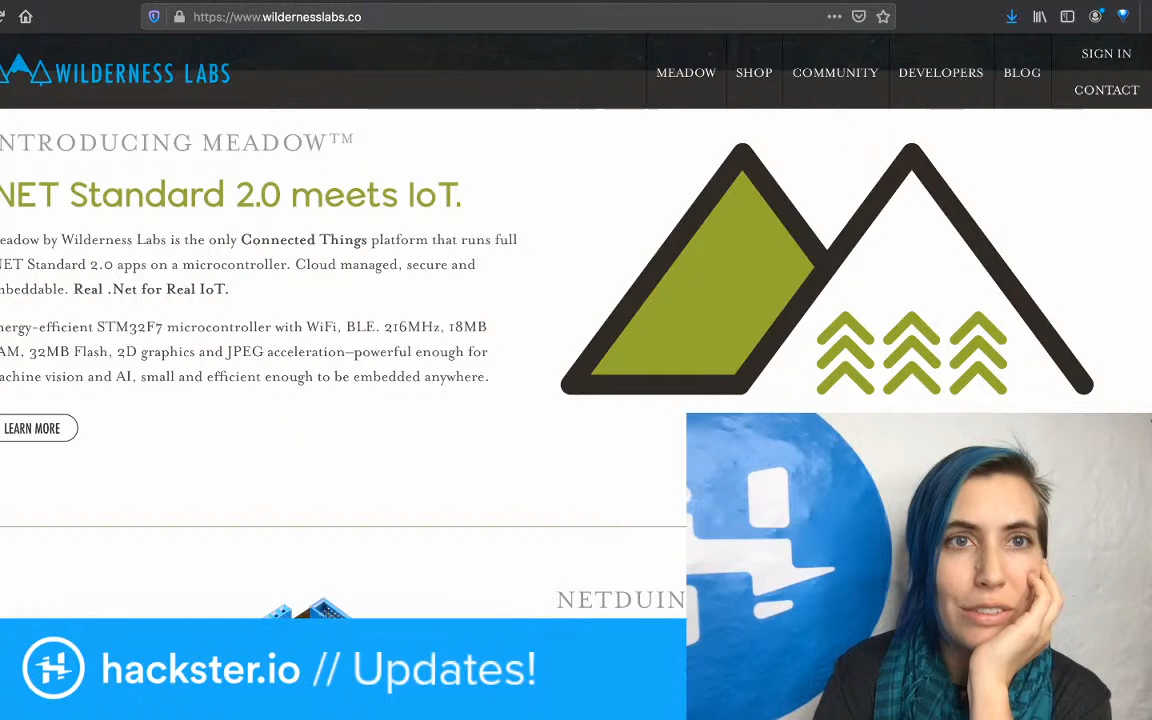 https://www.wildernesslabs.co
WILDERNESS LABS
MEADOW
SHOP
COMMUNITY
DEVELOPERS
BLOG
SIGN IN
CONTACT
NTRODUCING MEADOW™
NET Standard 2.0 meets IoT.
eadow by Wilderness Labs is the only Connected Things platform that runs full
NET Standard 2.0 apps on a microcontroller. Cloud managed, secure and
mbeddable. Real .Net for Real IoT.
nergy-efficient STM32F7 microcontroller with WiFi, BLE. 216MHz, 18MB
AM, 32MB Flash, 2D graphics and JPEG acceleration—powerful enough for
achine vision and AI, small and efficient enough to be embedded anywhere.
LEARN MORE
NETDUIN
hackster.io // Updates!